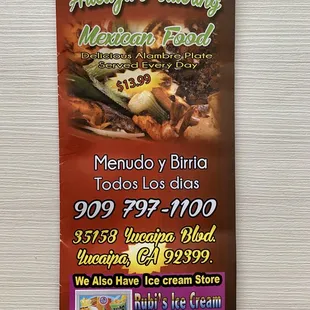 Mexican Food
Delicious Alambre Plate
Served Every Day
$13.99
Menudo y Birria
Todos Los dias
909 797-1100
35158 Yucaipa Blvd.
Yucaipa, CA 92399.
We Also Have Ice cream Store
Rubi's Ice Cream